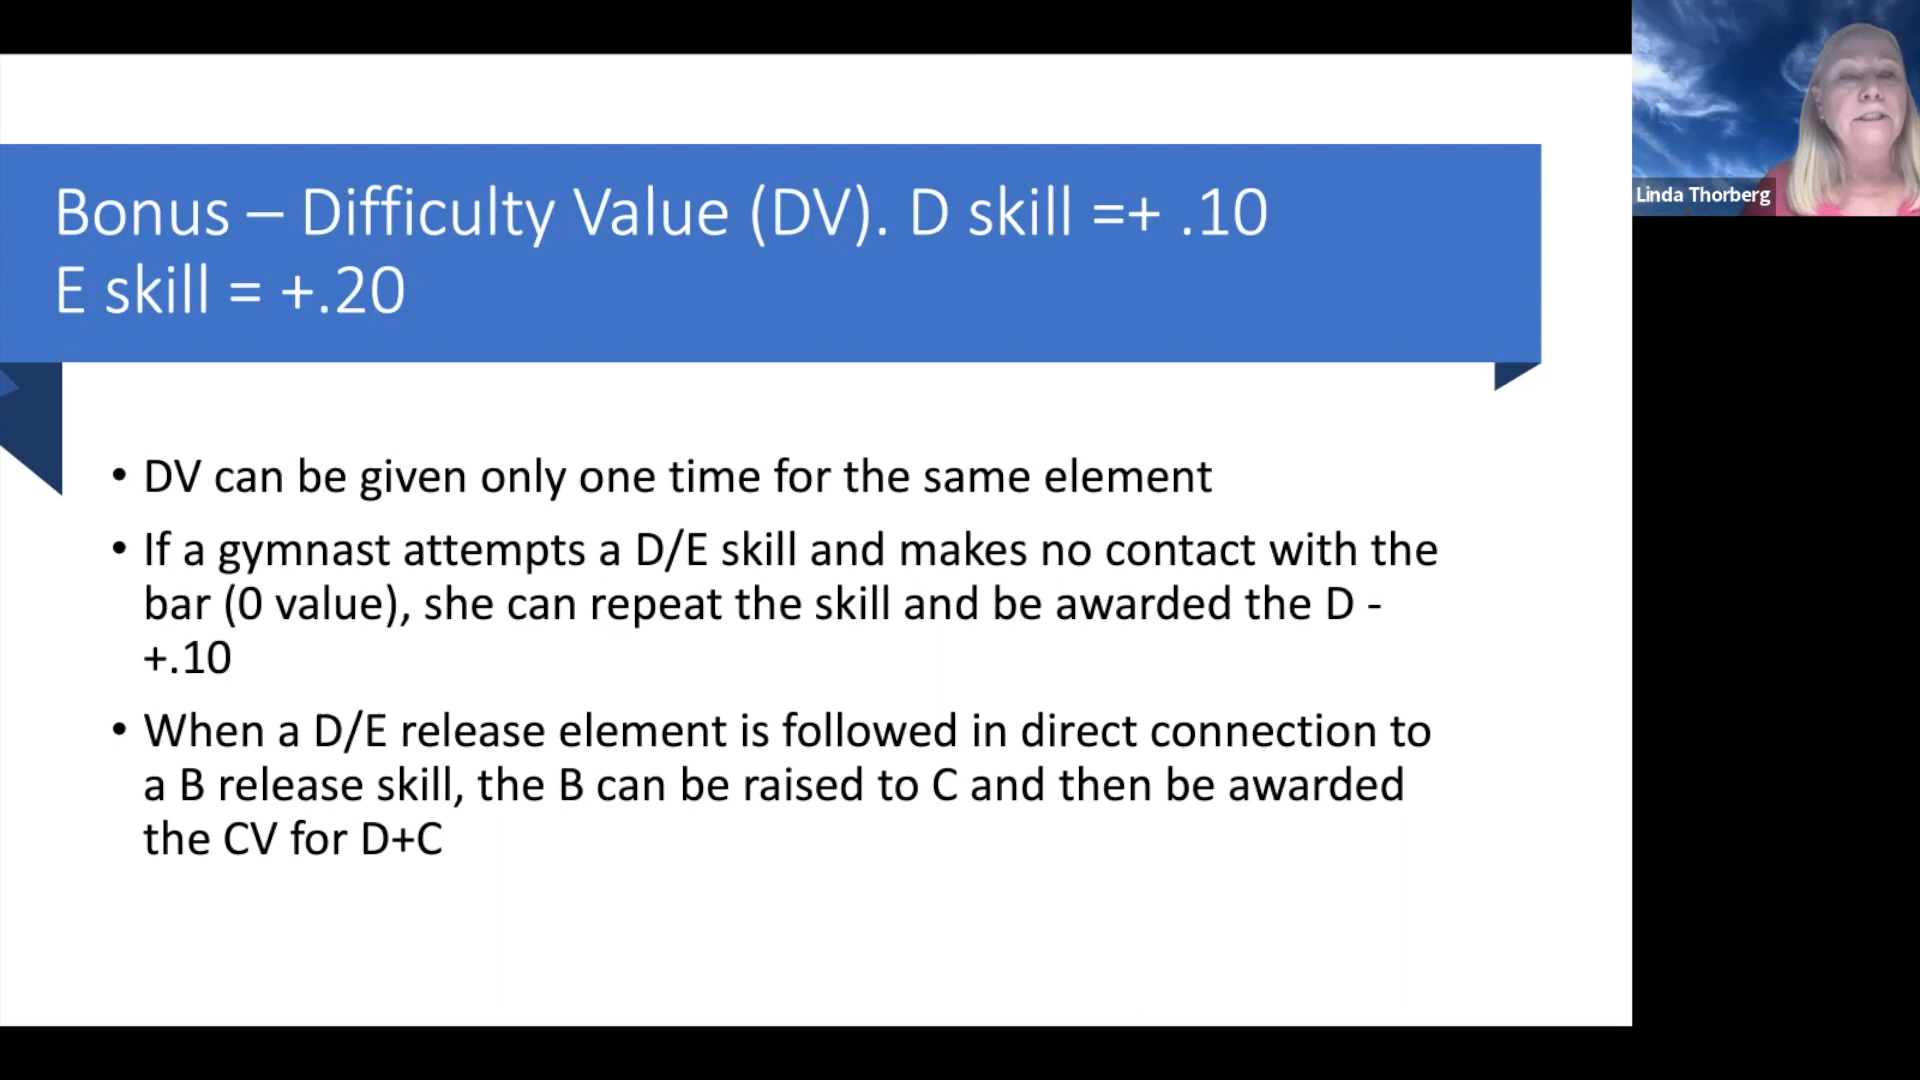 Bonus – Difficulty Value (DV). D skill =+ .10
E skill = +.20
• DV can be given only one time for the same element
• If a gymnast attempts a D/E skill and makes no contact with the
bar (0 value), she can repeat the skill and be awarded the D -
+.10
• When a D/E release element is followed in direct connection to
a B release skill, the B can be raised to C and then be awarded
the CV for D+C
Linda Thorberg